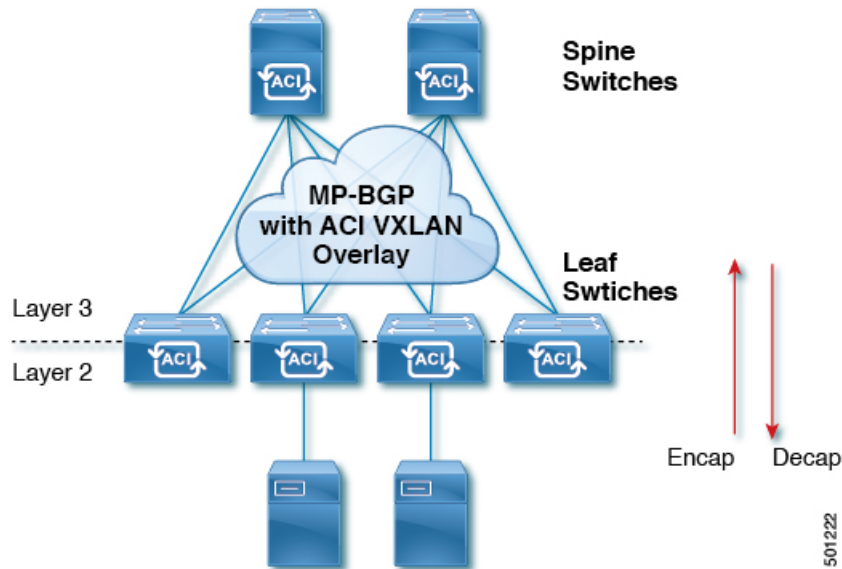 Spine
Switches
ACI
ACI
MP-BGP
with ACI VXLAN
Overlay
Leaf
Swtiches
Layer 3
Layer 2
ACI
ACI
ACI
ACI
Encap
Decap
501222